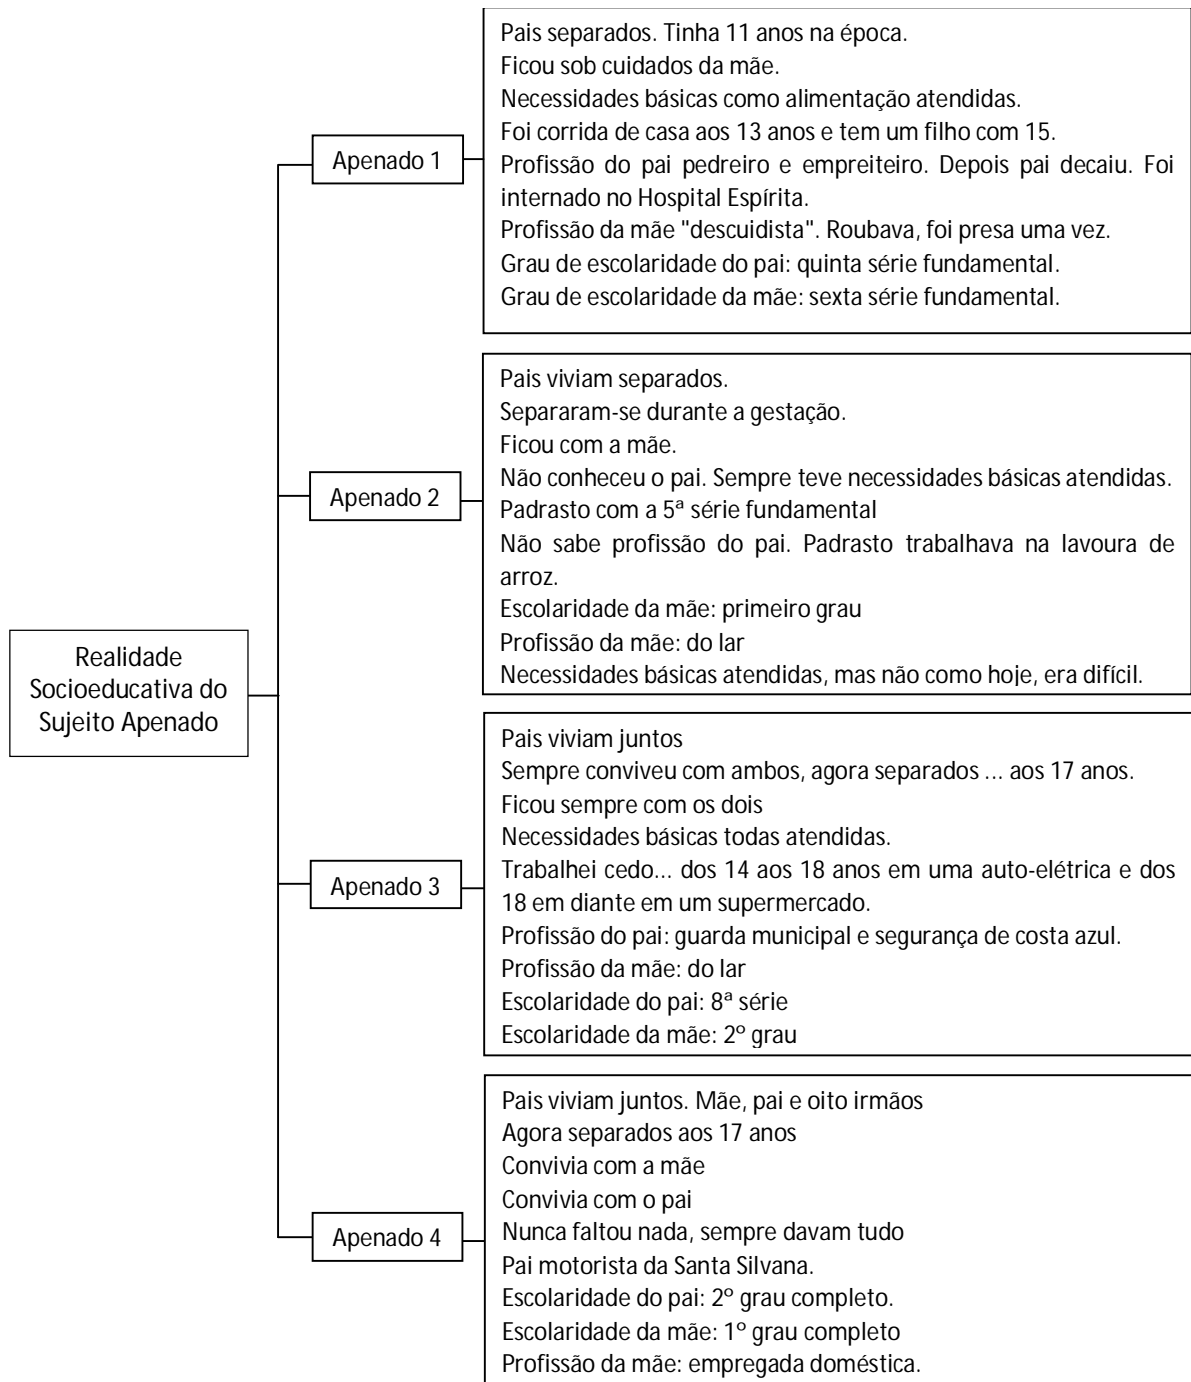 Realidade
Socioeducativa do
Sujeito Apenado
Apenado 1
Pais separados. Tinha 11 anos na época.
Ficou sob cuidados da mãe.
Necessidades básicas como alimentação atendidas.
Foi corrida de casa aos 13 anos e tem um filho com 15.
Profissão do pai pedreiro e empreiteiro. Depois pai decaiu. Foi
internado no Hospital Espírita.
Profissão da mãe "descuidista". Roubava, foi presa uma vez.
Grau de escolaridade do pai: quinta série fundamental.
Grau de escolaridade da mãe: sexta série fundamental.
Apenado 2
Pais viviam separados.
Separaram-se durante a gestação.
Ficou com a mãe.
Não conheceu o pai. Sempre teve necessidades básicas atendidas.
Padrasto com a 5ª série fundamental
Não sabe profissão do pai. Padrasto trabalhava na lavoura de
arroz.
Escolaridade da mãe: primeiro grau
Profissão da mãe: do lar
Necessidades básicas atendidas, mas não como hoje, era difícil.
Apenado 3
Pais viviam juntos
Sempre conviveu com ambos, agora separados ... aos 17 anos.
Ficou sempre com os dois
Necessidades básicas todas atendidas.
Trabalhei cedo... dos 14 aos 18 anos em uma auto-elétrica e dos
18 em diante em um supermercado.
Profissão do pai: guarda municipal e segurança de costa azul.
Profissão da mãe: do lar
Escolaridade do pai: 8ª série
Escolaridade da mãe: 2º grau
Apenado 4
Pais viviam juntos. Mãe, pai e oito irmãos
Agora separados aos 17 anos
Convivia com a mãe
Convivia com o pai
Nunca faltou nada, sempre davam tudo
Pai motorista da Santa Silvana.
Escolaridade do pai: 2º grau completo.
Escolaridade da mãe: 1º grau completo
Profissão da mãe: empregada doméstica.